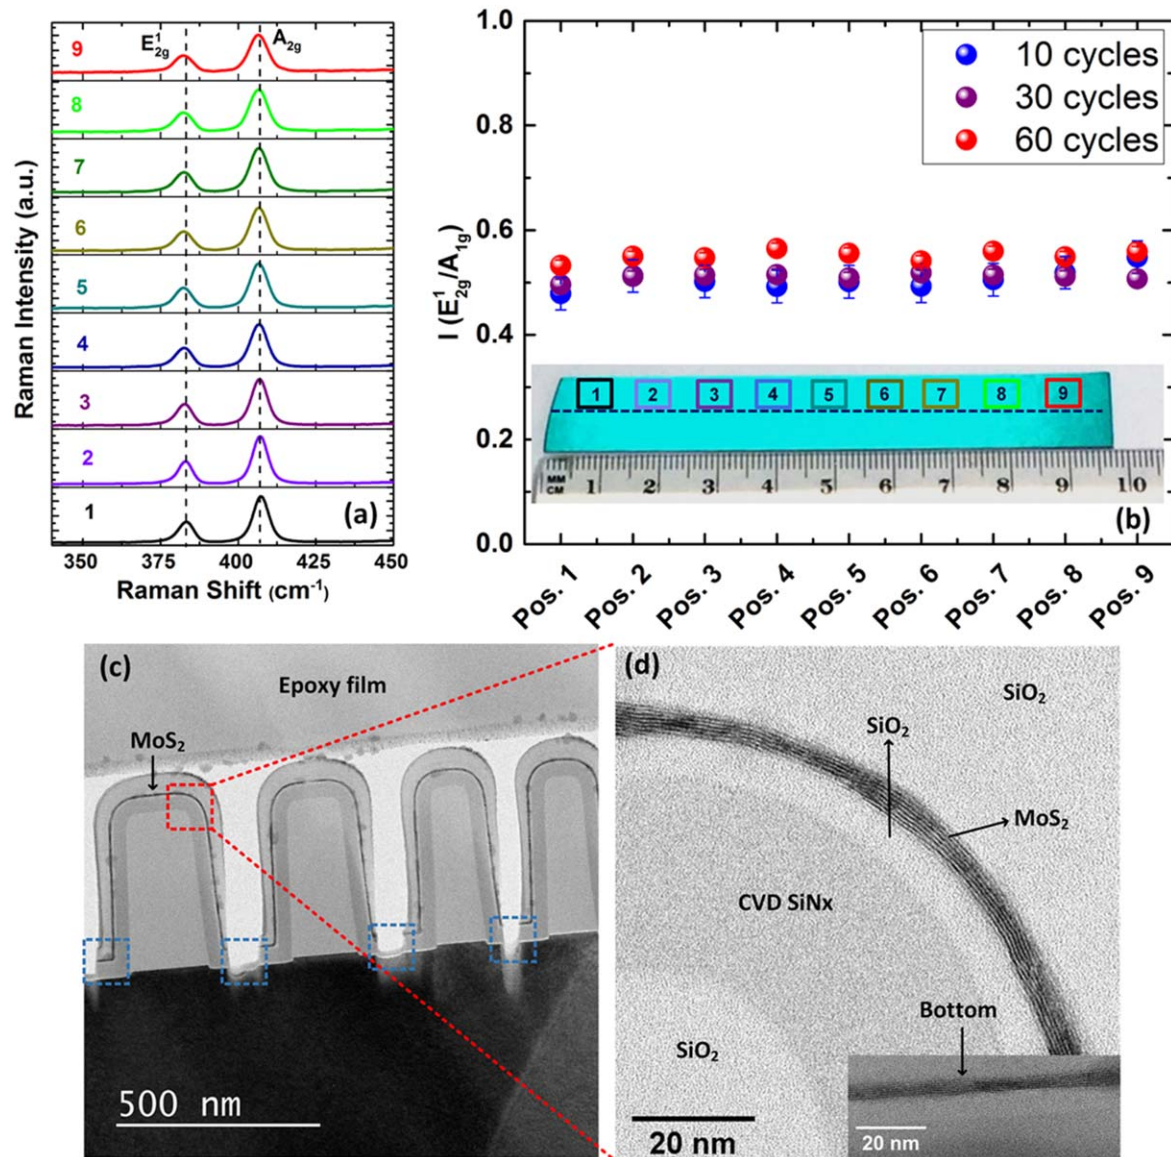 9
E¹₂g
A₂g
8
7
6
5
4
3
2
1
(a)
350 375 400 425 450
Raman Shift (cm⁻¹)
Raman Intensity (a.u.)
1.0
0.8
0.6
0.4
0.2
0.0
I (E¹₂g/A₁g)
10 cycles
30 cycles
60 cycles
1 2 3 4 5 6 7 8 9
MM
CM
1 2 3 4 5 6 7 8 9 10
(b)
Pos. 1 Pos. 2 Pos. 3 Pos. 4 Pos. 5 Pos. 6 Pos. 7 Pos. 8 Pos. 9
(c)
Epoxy film
MoS₂
500 nm
(d)
SiO₂
SiO₂
MoS₂
CVD SiNx
Bottom
SiO₂
20 nm
20 nm